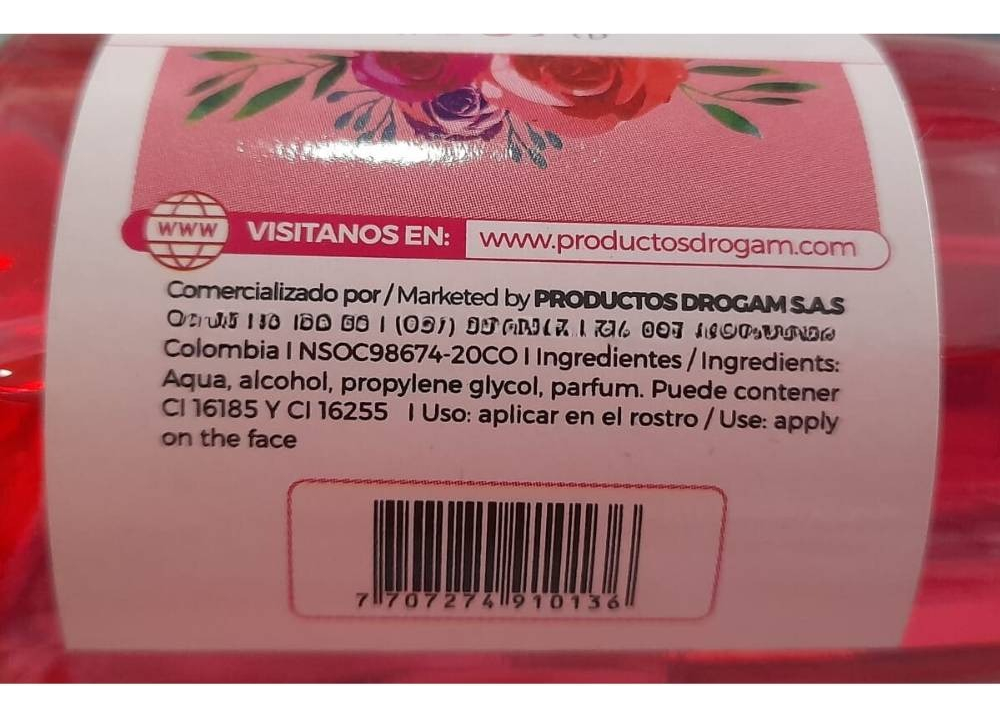 WWW VISITANOS EN: www.productosdrogam.com
Comercializado por / Marketed by PRODUCTOS DROGAM S.A.S
Colombia I NSOC98674-20CO I Ingredientes / Ingredients:
Aqua, alcohol, propylene glycol, parfum. Puede contener
CI 16185 Y CI 16255 I Uso: aplicar en el rostro / Use: apply
on the face
7 707274 910136